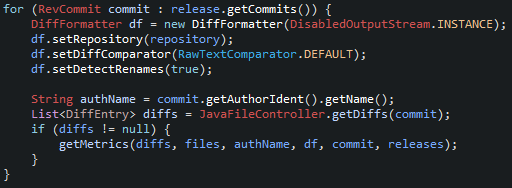 for (RevCommit commit : release.getCommits()) {
DiffFormatter df = new DiffFormatter(DisabledOutputStream.INSTANCE);
df.setRepository(repository);
df.setDiffComparator(RawTextComparator.DEFAULT);
df.setDetectRenames(true);
String authName = commit.getAuthorIdent().getName();
List<DiffEntry> diffs = JavaFileController.getDiffs(commit);
if (diffs != null) {
getMetrics(diffs, files, authName, df, commit, releases);
}
}